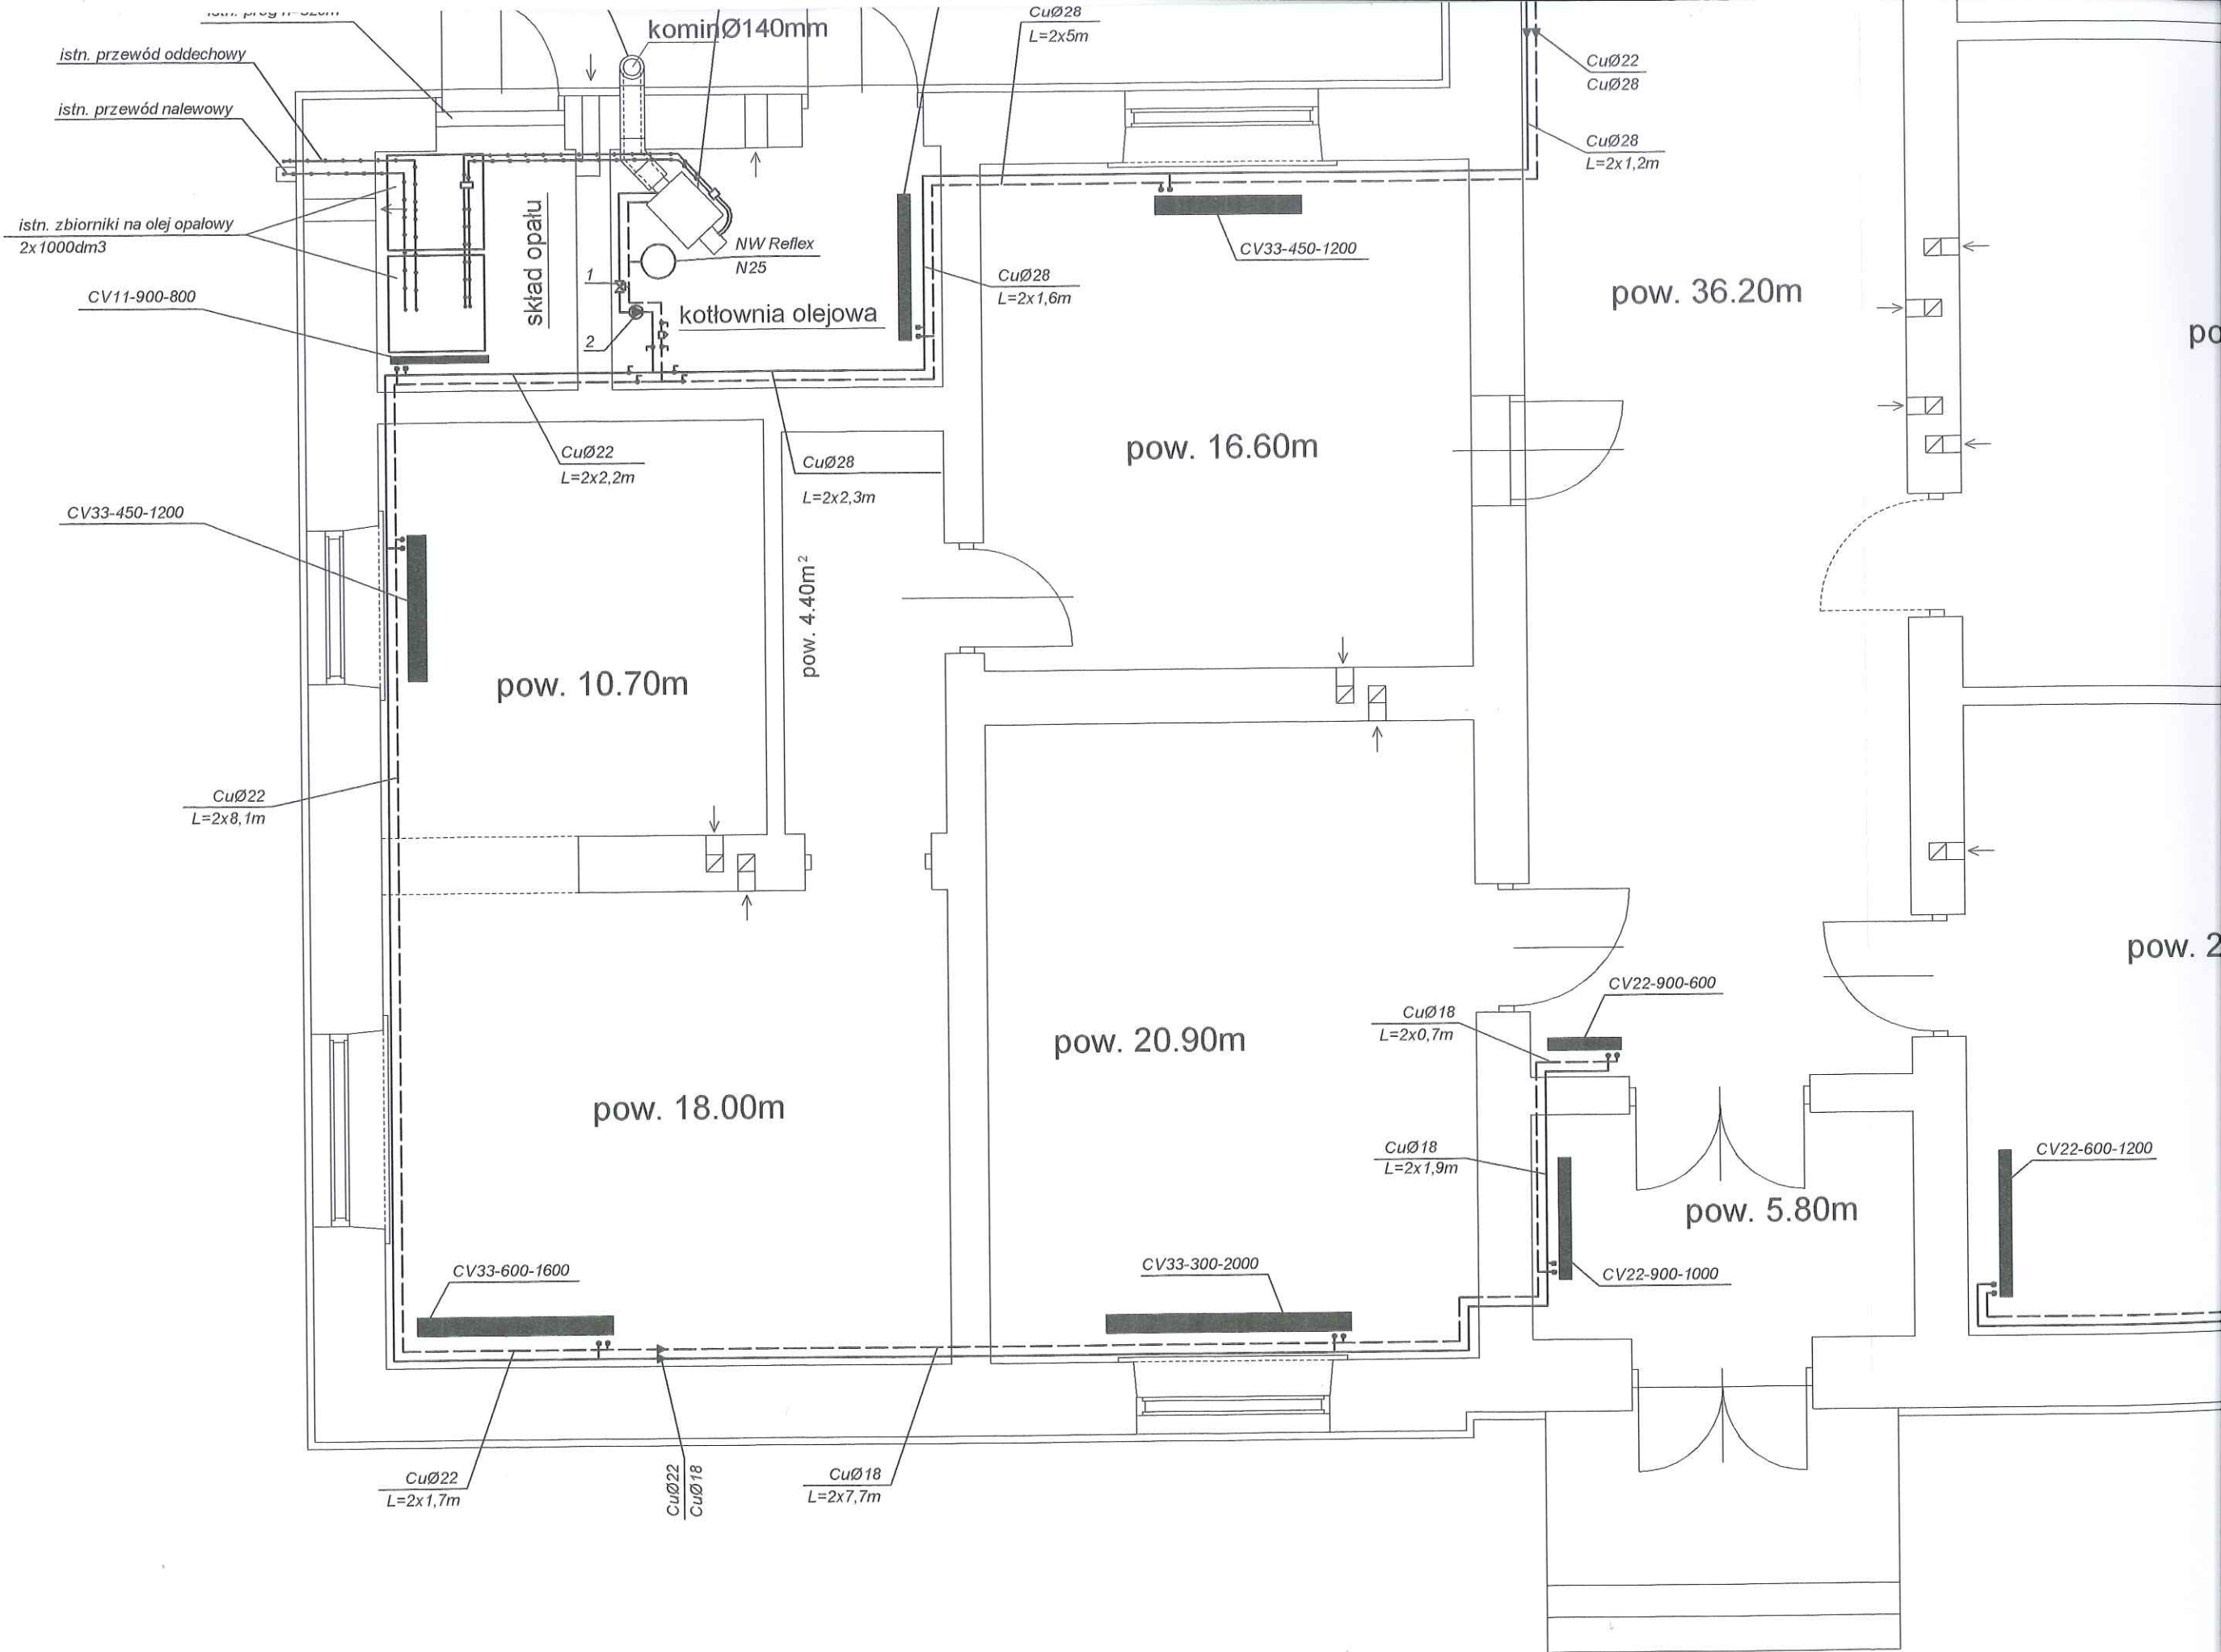 kominØ140mm
CuØ28
L=2x5m
istn. przewód oddechowy
CuØ22
CuØ28
istn. przewód nalewowy
CuØ28
L=2x1,2m
istn. zbiorniki na olej opałowy
2x1000dm3
skład opału
NW Reflex
N25
CV33-450-1200
CuØ28
L=2x1,6m
1
CV11-900-800
kotłownia olejowa
2
pow. 36.20m
pow. 16.60m
CuØ22
L=2x2,2m
CuØ28
L=2x2,3m
CV33-450-1200
pow. 4.40m²
pow. 10.70m
CuØ22
L=2x8,1m
pow. 2
CV22-900-600
CuØ18
L=2x0,7m
pow. 20.90m
pow. 18.00m
CuØ18
L=2x1,9m
CV22-600-1200
pow. 5.80m
CV33-600-1600
CV33-300-2000
CV22-900-1000
CuØ22
L=2x1,7m
CuØ22
CuØ18
CuØ18
L=2x7,7m